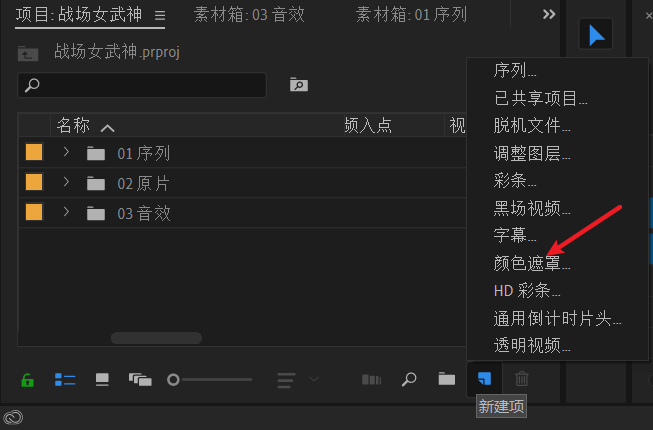 项目: 战场女武神
素材箱: 03 音效
素材箱: 01 序列
战场女武神.prproj
名称
频入点
视
01 序列
02 原片
03 音效
序列...
已共享项目...
脱机文件...
调整图层...
彩条...
黑场视频...
字幕...
颜色遮罩...
HD 彩条...
通用倒计时片头...
透明视频...
新建项